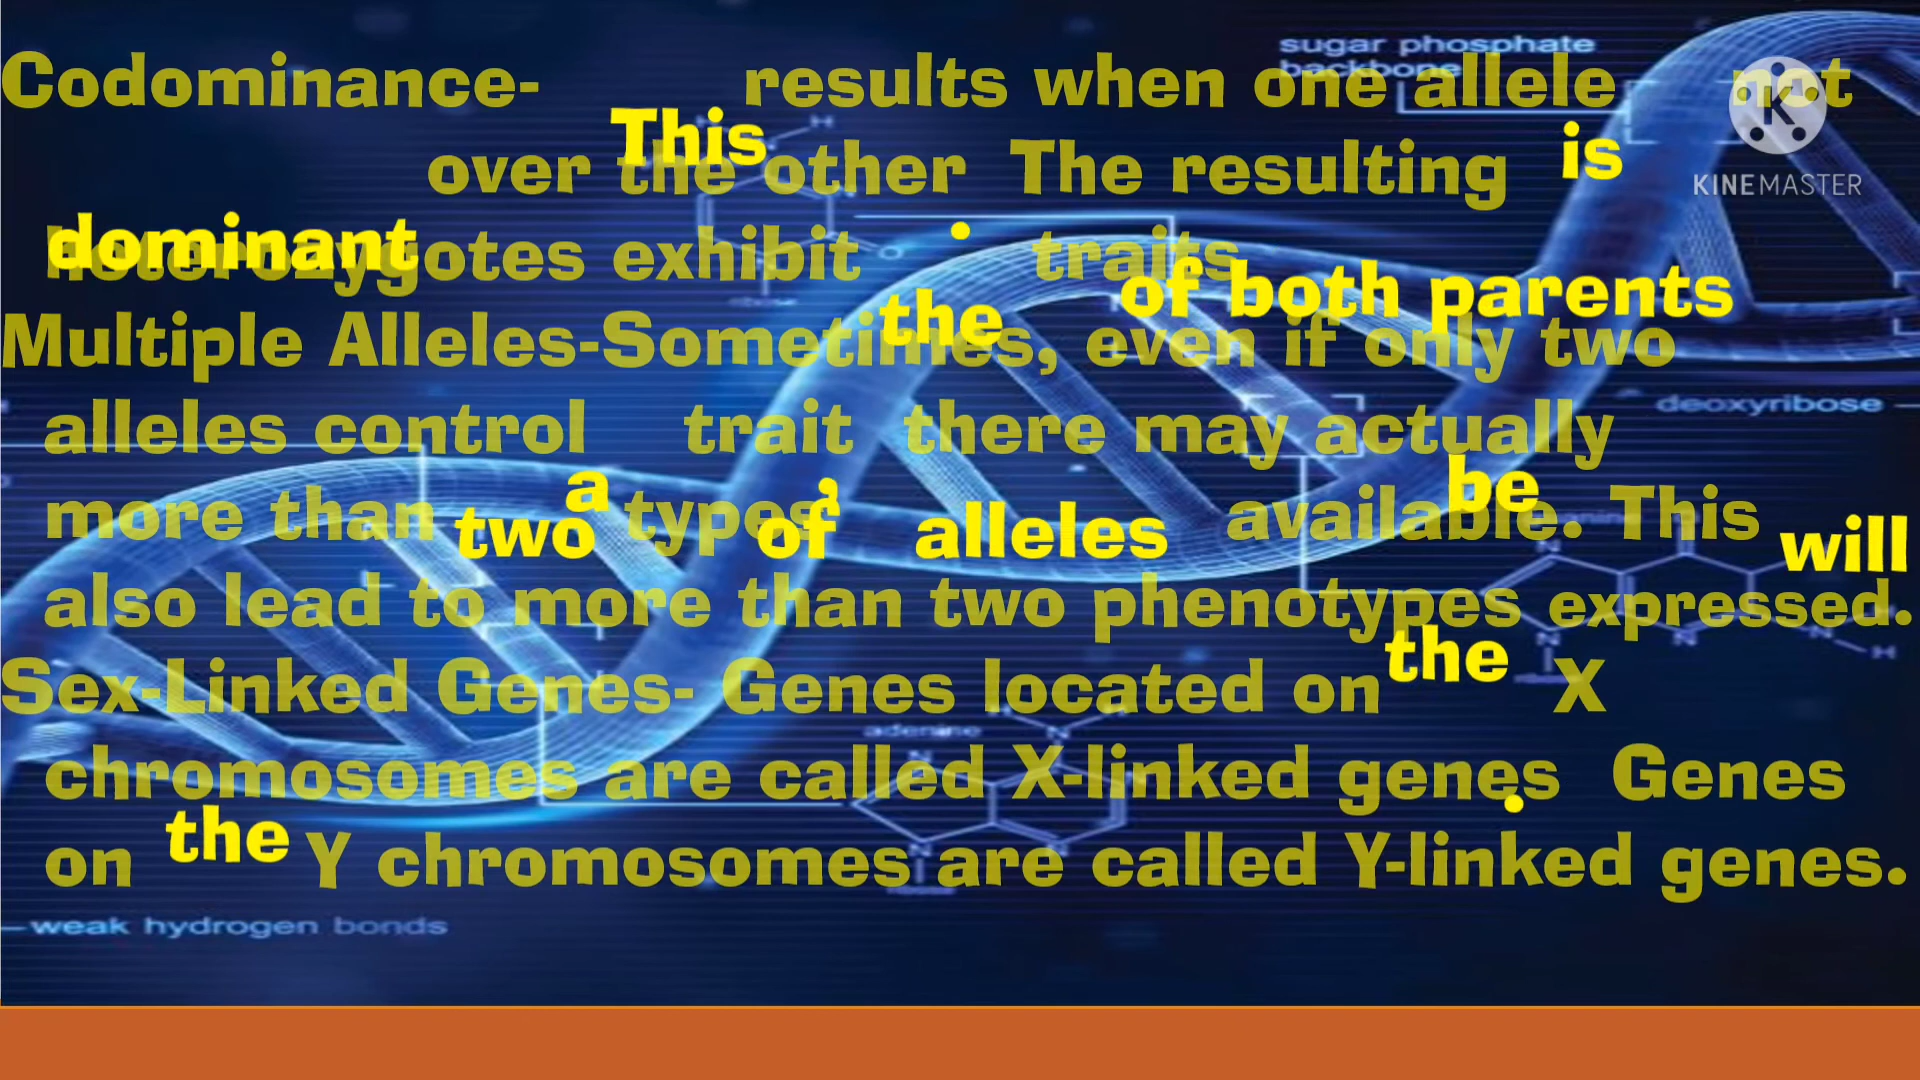 sugar phosphate
backbone
Codominance- This results when one allele is not
dominant over the other. The resulting
heterozygotes exhibit the traits of both parents
Multiple Alleles-Sometimes, even if only two
alleles control a trait, there may actually be
more than two types of alleles available. This will
also lead to more than two phenotypes expressed.
Sex-Linked Genes- Genes located on the X
chromosomes are called X-linked genes. Genes
on the Y chromosomes are called Y-linked genes.
KINEMASTER
deoxyribose
adenine
weak hydrogen bonds